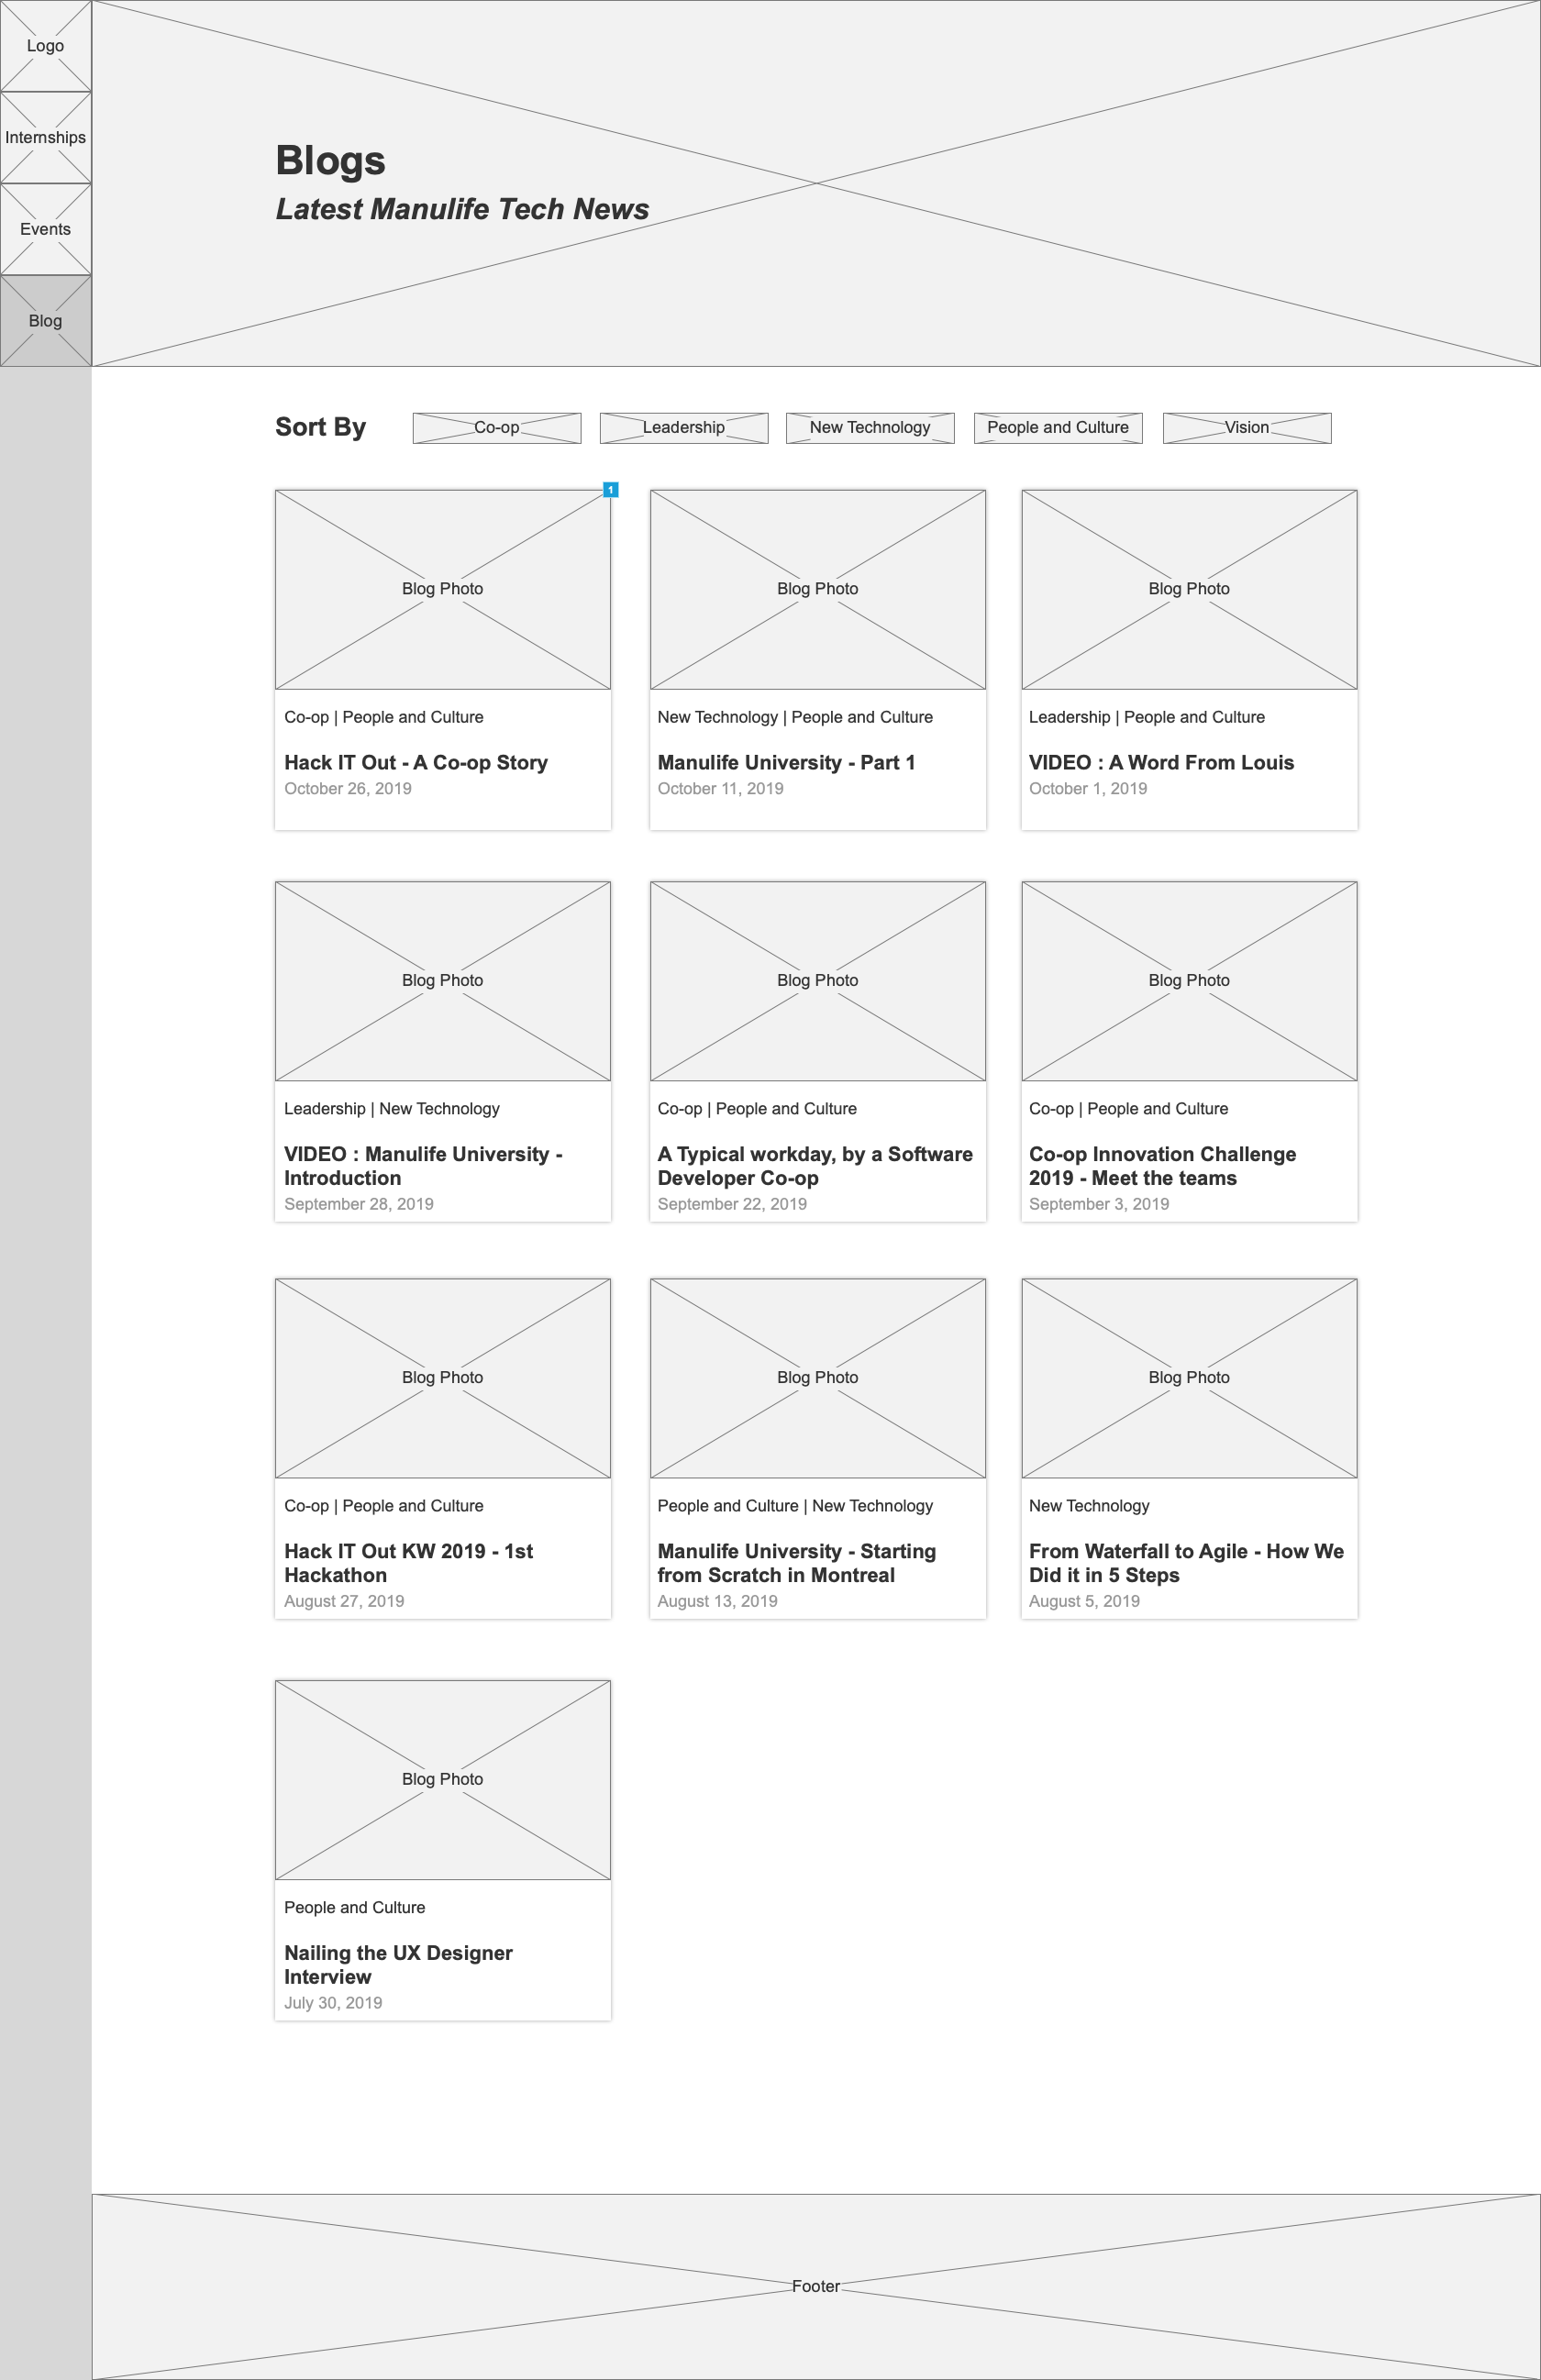 Logo
Internships
Events
Blog
Blogs
Latest Manulife Tech News
Sort By
Co-op
Leadership
New Technology
People and Culture
Vision
1
Blog Photo
Co-op | People and Culture
Hack IT Out - A Co-op Story
October 26, 2019
Blog Photo
New Technology | People and Culture
Manulife University - Part 1
October 11, 2019
Blog Photo
Leadership | People and Culture
VIDEO : A Word From Louis
October 1, 2019
Blog Photo
Leadership | New Technology
VIDEO : Manulife University -
Introduction
September 28, 2019
Blog Photo
Co-op | People and Culture
A Typical workday, by a Software
Developer Co-op
September 22, 2019
Blog Photo
Co-op | People and Culture
Co-op Innovation Challenge
2019 - Meet the teams
September 3, 2019
Blog Photo
Co-op | People and Culture
Hack IT Out KW 2019 - 1st
Hackathon
August 27, 2019
Blog Photo
People and Culture | New Technology
Manulife University - Starting
from Scratch in Montreal
August 13, 2019
Blog Photo
New Technology
From Waterfall to Agile - How We
Did it in 5 Steps
August 5, 2019
Blog Photo
People and Culture
Nailing the UX Designer
Interview
July 30, 2019
Footer